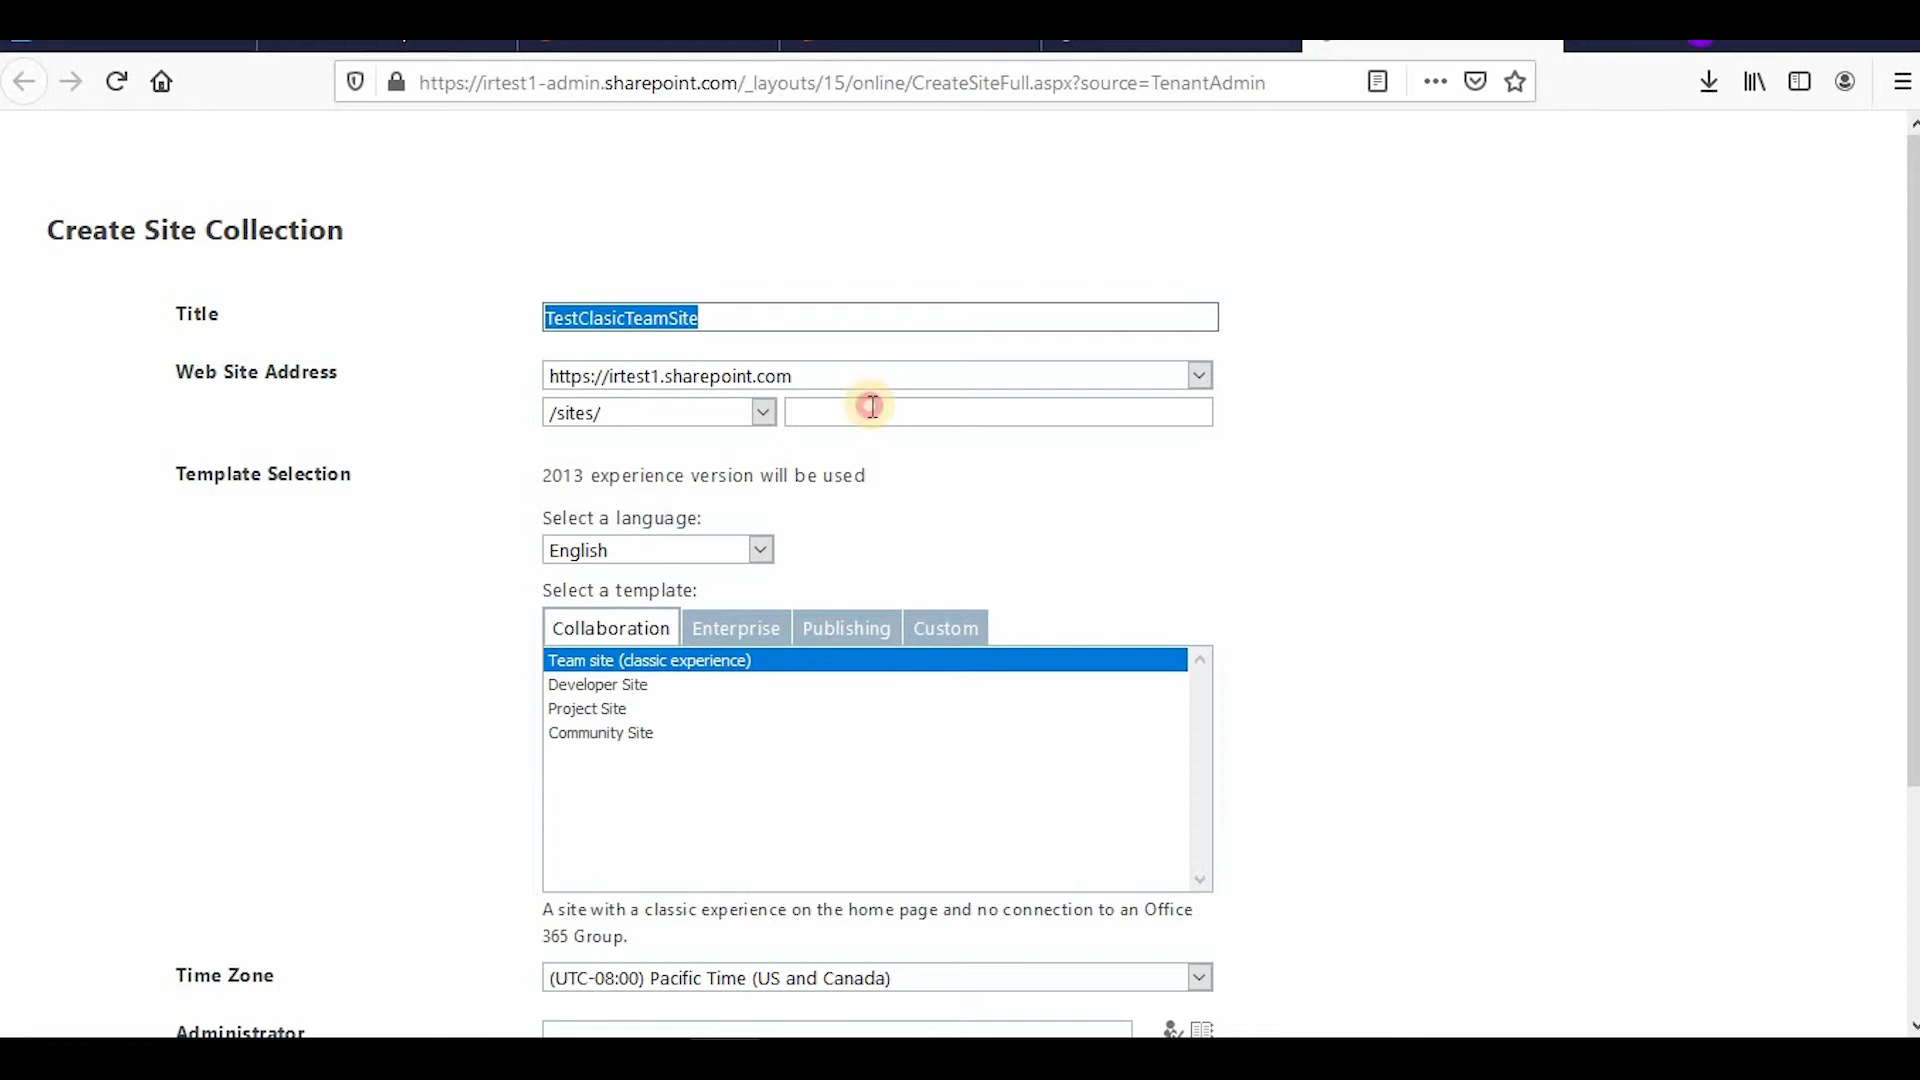 https://irtest1-admin.sharepoint.com/_layouts/15/online/CreateSiteFull.aspx?source=TenantAdmin
Create Site Collection
Title
TestClasicTeamSite
Web Site Address
https://irtest1.sharepoint.com
/sites/
Template Selection
2013 experience version will be used
Select a language:
English
Select a template:
Collaboration Enterprise Publishing Custom
Team site (classic experience)
Developer Site
Project Site
Community Site
A site with a classic experience on the home page and no connection to an Office
365 Group.
Time Zone
(UTC-08:00) Pacific Time (US and Canada)
Administrator